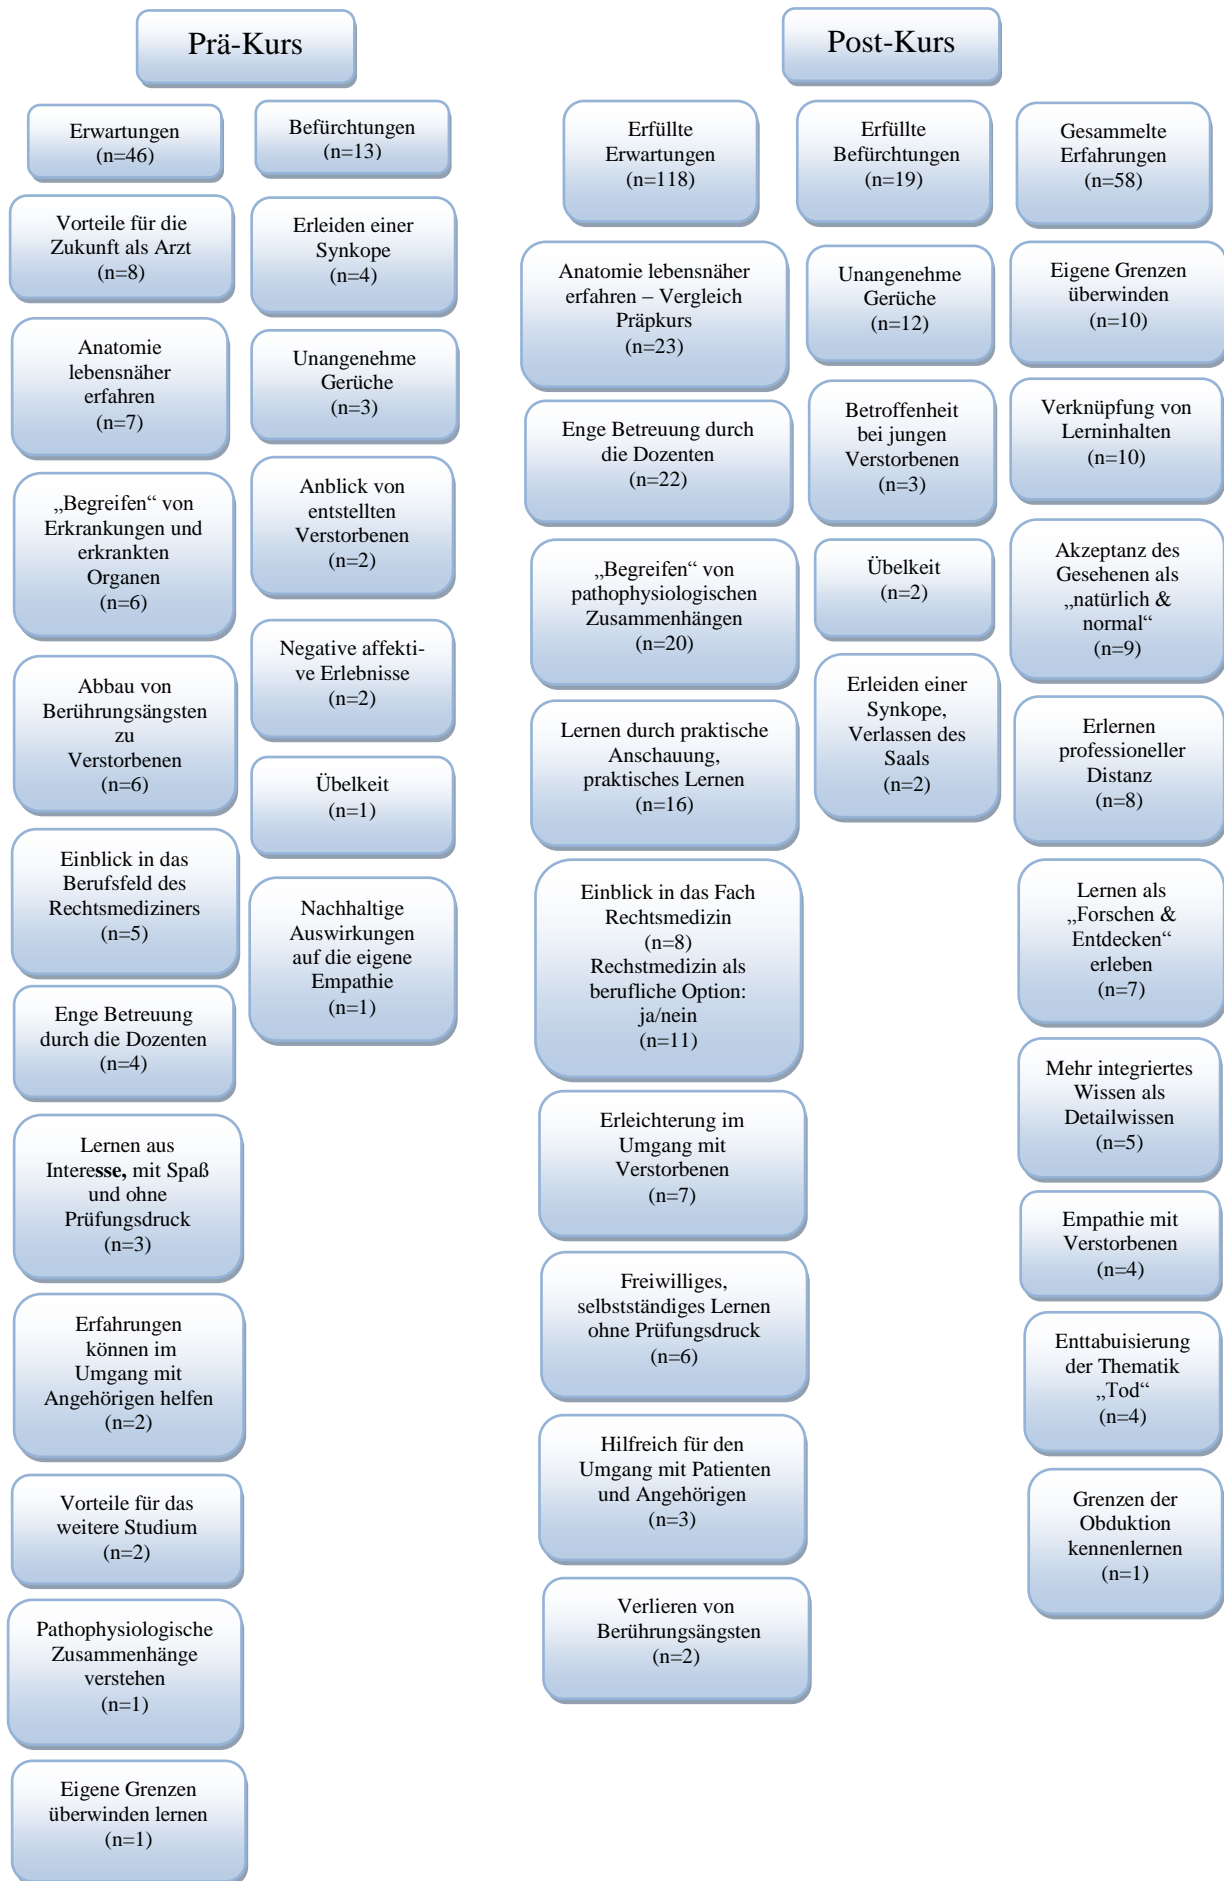 Prä-Kurs
Erwartungen
(n=46)
Vorteile für die
Zukunft als Arzt
(n=8)
Anatomie
lebensnäher
erfahren
(n=7)
„Begreifen“ von
Erkrankungen und
erkrankten
Organen
(n=6)
Abbau von
Berührungsängsten
zu
Verstorbenen
(n=6)
Einblick in das
Berufsfeld des
Rechtsmediziners
(n=5)
Enge Betreuung
durch die Dozenten
(n=4)
Lernen aus
Interesse, mit Spaß
und ohne
Prüfungsdruck
(n=3)
Erfahrungen
können im
Umgang mit
Angehörigen helfen
(n=2)
Vorteile für das
weitere Studium
(n=2)
Pathophysiologische
Zusammenhänge
verstehen
(n=1)
Eigene Grenzen
überwinden lernen
(n=1)
Befürchtungen
(n=13)
Erleiden einer
Synkope
(n=4)
Unangenehme
Gerüche
(n=3)
Anblick von
entstellten
Verstorbenen
(n=2)
Negative affekti-
ve Erlebnisse
(n=2)
Übelkeit
(n=1)
Nachhaltige
Auswirkungen
auf die eigene
Empathie
(n=1)
Post-Kurs
Erfüllte
Erwartungen
(n=118)
Anatomie lebensnäher
erfahren – Vergleich
Präpkurs
(n=23)
Enge Betreuung durch
die Dozenten
(n=22)
„Begreifen“ von
pathophysiologischen
Zusammenhängen
(n=20)
Lernen durch praktische
Anschauung,
praktisches Lernen
(n=16)
Einblick in das Fach
Rechtsmedizin
(n=8)
Rechstmedizin als
berufliche Option:
ja/nein
(n=11)
Erleichterung im
Umgang mit
Verstorbenen
(n=7)
Freiwilliges,
selbstständiges Lernen
ohne Prüfungsdruck
(n=6)
Hilfreich für den
Umgang mit Patienten
und Angehörigen
(n=3)
Verlieren von
Berührungsängsten
(n=2)
Erfüllte
Befürchtungen
(n=19)
Unangenehme
Gerüche
(n=12)
Betroffenheit
bei jungen
Verstorbenen
(n=3)
Übelkeit
(n=2)
Erleiden einer
Synkope,
Verlassen des
Saals
(n=2)
Gesammelte
Erfahrungen
(n=58)
Eigene Grenzen
überwinden
(n=10)
Verknüpfung von
Lerninhalten
(n=10)
Akzeptanz des
Gesehenen als
„natürlich &
normal“
(n=9)
Erlernen
professioneller
Distanz
(n=8)
Lernen als
„Forschen &
Entdecken“
erleben
(n=7)
Mehr integriertes
Wissen als
Detailwissen
(n=5)
Empathie mit
Verstorbenen
(n=4)
Enttabuisierung
der Thematik
„Tod“
(n=4)
Grenzen der
Obduktion
kennenlernen
(n=1)